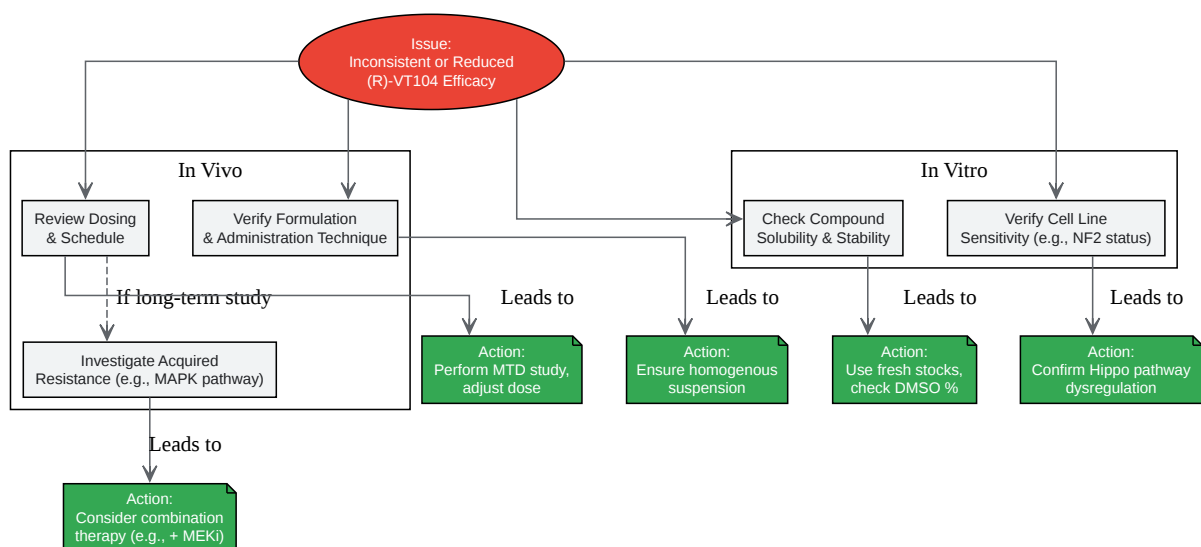 Issue:
Inconsistent or Reduced
(R)-VT104 Efficacy
In Vivo
In Vitro
Review Dosing
& Schedule
Verify Formulation
& Administration Technique
Check Compound
Solubility & Stability
Verify Cell Line
Sensitivity (e.g., NF2 status)
If long-term study
Leads to
Leads to
Leads to
Leads to
Investigate Acquired
Resistance (e.g., MAPK pathway)
Action:
Perform MTD study,
adjust dose
Action:
Ensure homogenous
suspension
Action:
Use fresh stocks,
check DMSO %
Action:
Confirm Hippo pathway
dysregulation
Leads to
Action:
Consider combination
therapy (e.g., + MEKi)